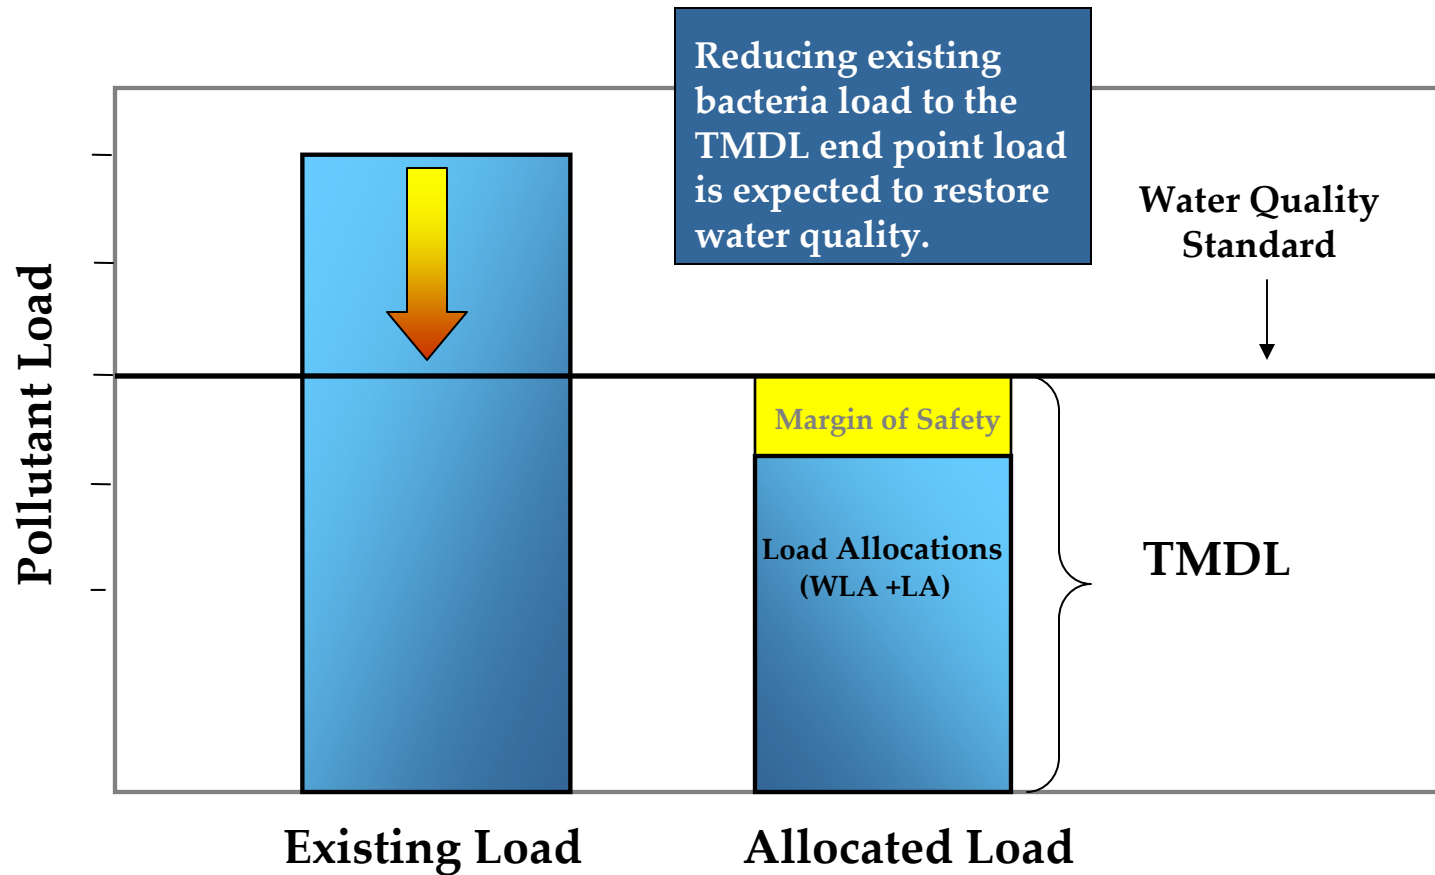 Reducing existing
bacteria load to the
TMDL end point load
is expected to restore
water quality.
Water Quality
Standard
Pollutant Load
Margin of Safety
Load Allocations
(WLA +LA)
TMDL
Existing Load
Allocated Load